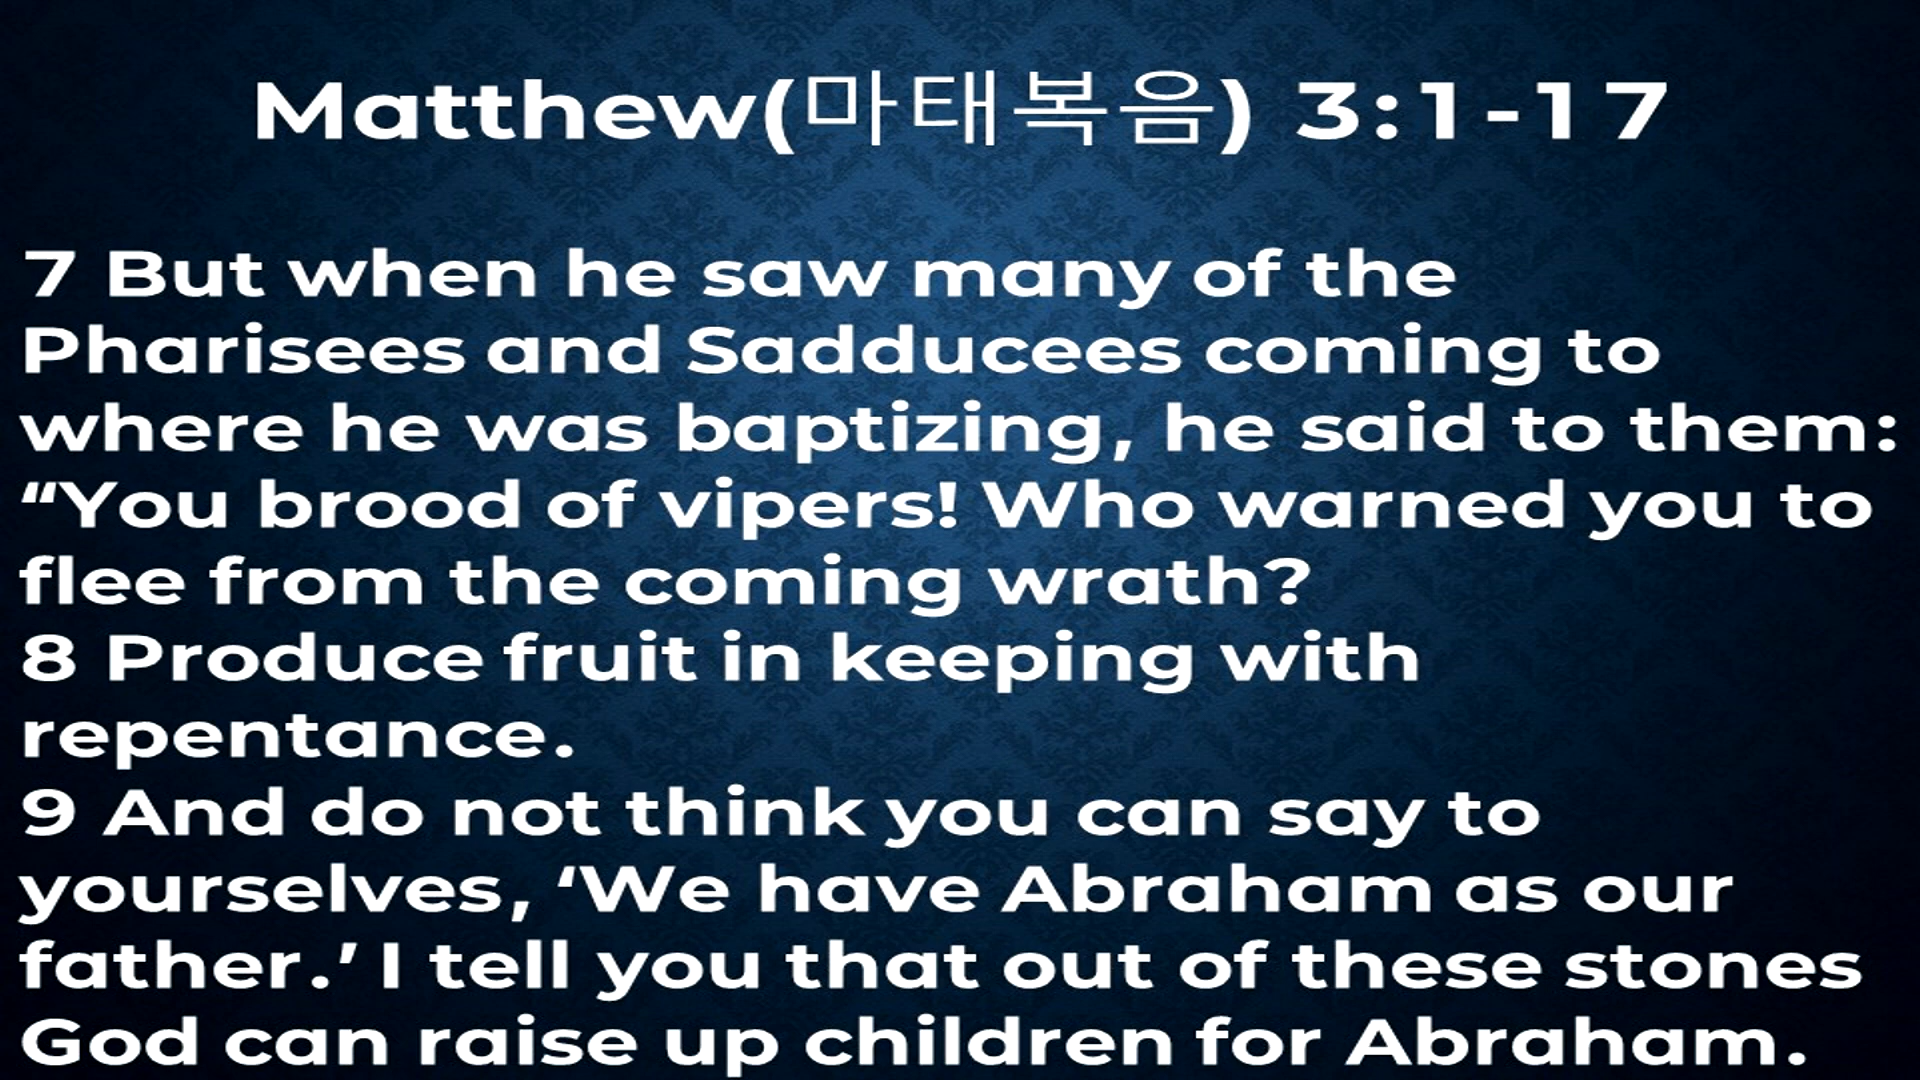 Matthew(마태복음) 3:1-17
7 But when he saw many of the
Pharisees and Sadducees coming to
where he was baptizing, he said to them:
“You brood of vipers! Who warned you to
flee from the coming wrath?
8 Produce fruit in keeping with
repentance.
9 And do not think you can say to
yourselves, ‘We have Abraham as our
father.’ I tell you that out of these stones
God can raise up children for Abraham.